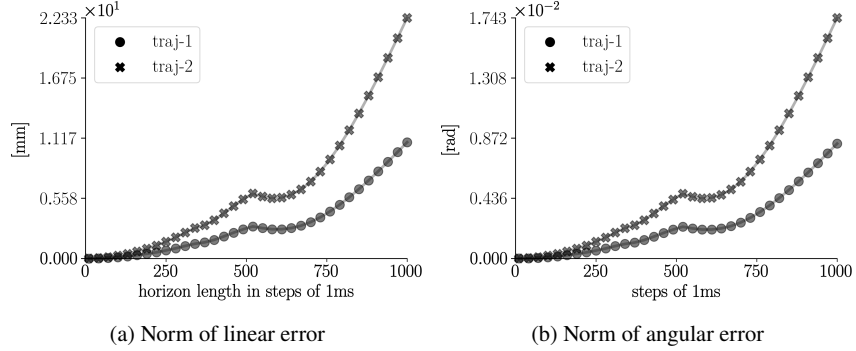 ×10¹
2.233
1.675
1.117
0.558
0.000
[mm]
traj-1
traj-2
0 250 500 750 1000
horizon length in steps of 1ms
(a) Norm of linear error
×10⁻²
1.743
1.308
0.872
0.436
0.000
[rad]
traj-1
traj-2
0 250 500 750 1000
steps of 1ms
(b) Norm of angular error